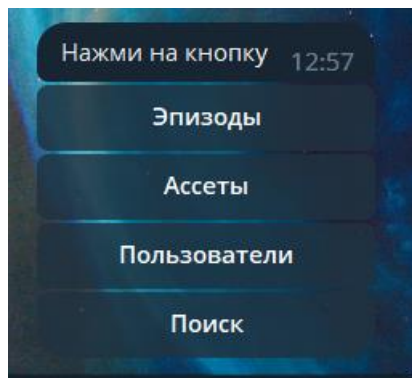 Нажми на кнопку 12:57
Эпизоды
Ассеты
Пользователи
Поиск